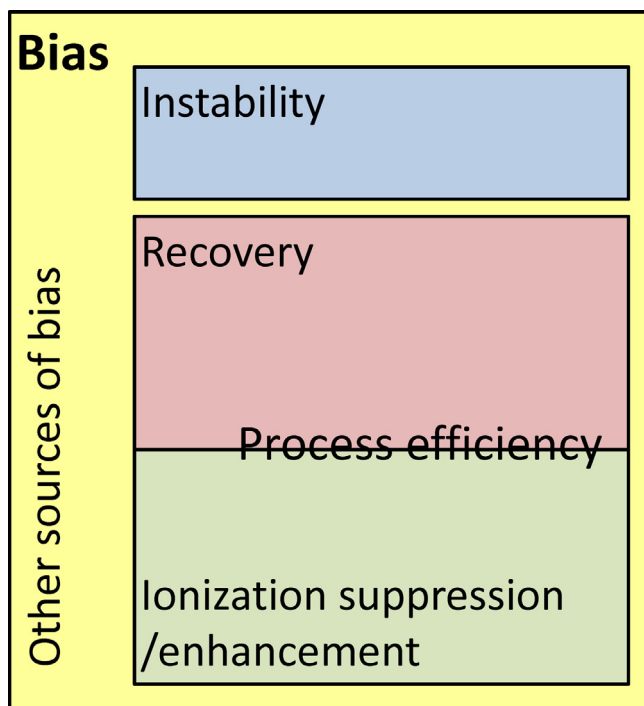 Bias
Instability
Recovery
Other sources of bias
Process efficiency
Ionization suppression
/enhancement